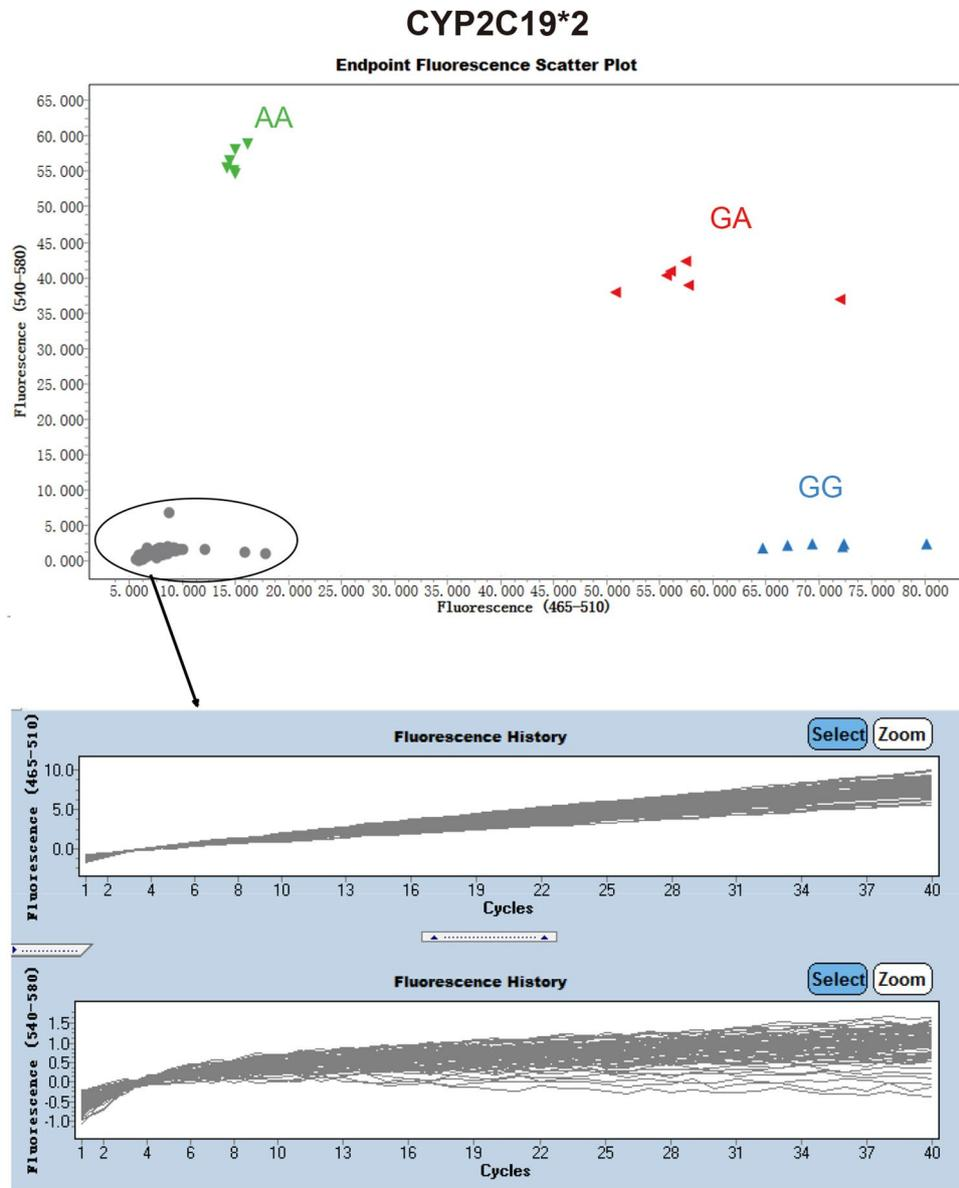 CYP2C19*2
Endpoint Fluorescence Scatter Plot
Fluorescence (540-580)
65.000
60.000
55.000
50.000
45.000
40.000
35.000
30.000
25.000
20.000
15.000
10.000
5.000
0.000
AA
GA
GG
5.000 10.000 15.000 20.000 25.000 30.000 35.000 40.000 45.000 50.000 55.000 60.000 65.000 70.000 75.000 80.000
Fluorescence (465-510)
Fluorescence History
Select Zoom
Fluorescence (465-510)
10.0
5.0
0.0
1 2 4 6 8 10 13 16 19 22 25 28 31 34 37 40
Cycles
Fluorescence History
Select Zoom
Fluorescence (540-580)
1.5
1.0
0.5
0.0
-0.5
-1.0
1 2 4 6 8 10 13 16 19 22 25 28 31 34 37 40
Cycles